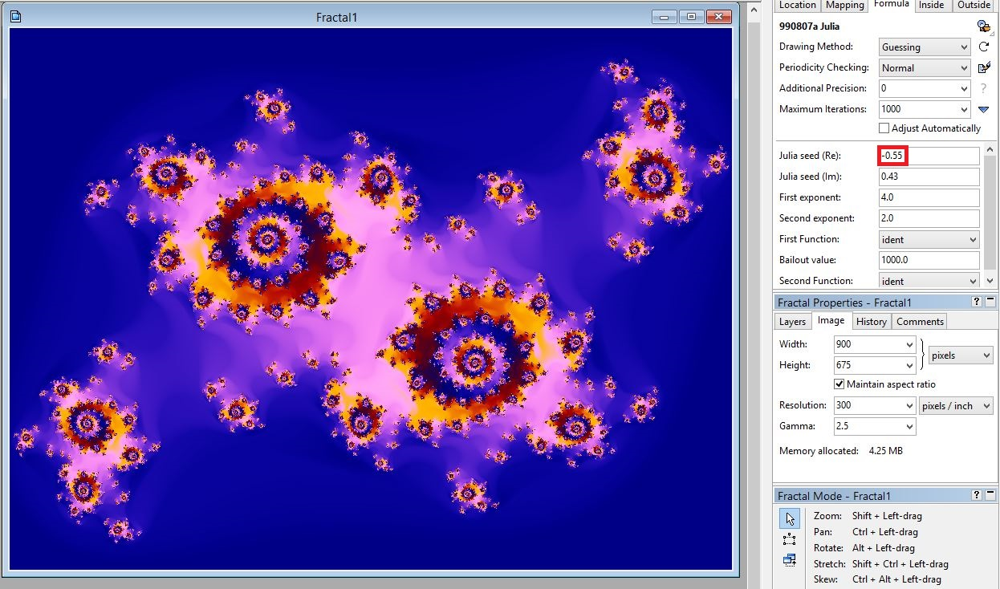 Fractal1
Location Mapping Formula Inside Outside
990807a Julia
Drawing Method: Guessing
Periodicity Checking: Normal
Additional Precision: 0
?
Maximum Iterations: 1000
Adjust Automatically
Julia seed (Re): -0.55
Julia seed (Im): 0.43
First exponent: 4.0
Second exponent: 2.0
First Function: ident
Bailout value: 1000.0
Second Function: ident
Fractal Properties - Fractal1 ?
Layers Image History Comments
Width: 900
pixels
Height: 675
Maintain aspect ratio
Resolution: 300 pixels / inch
Gamma: 2.5
Memory allocated: 4.25 MB
Fractal Mode - Fractal1 ?
Zoom: Shift + Left-drag
Pan: Ctrl + Left-drag
Rotate: Alt + Left-drag
Stretch: Shift + Ctrl + Left-drag
Skew: Ctrl + Alt + Left-drag